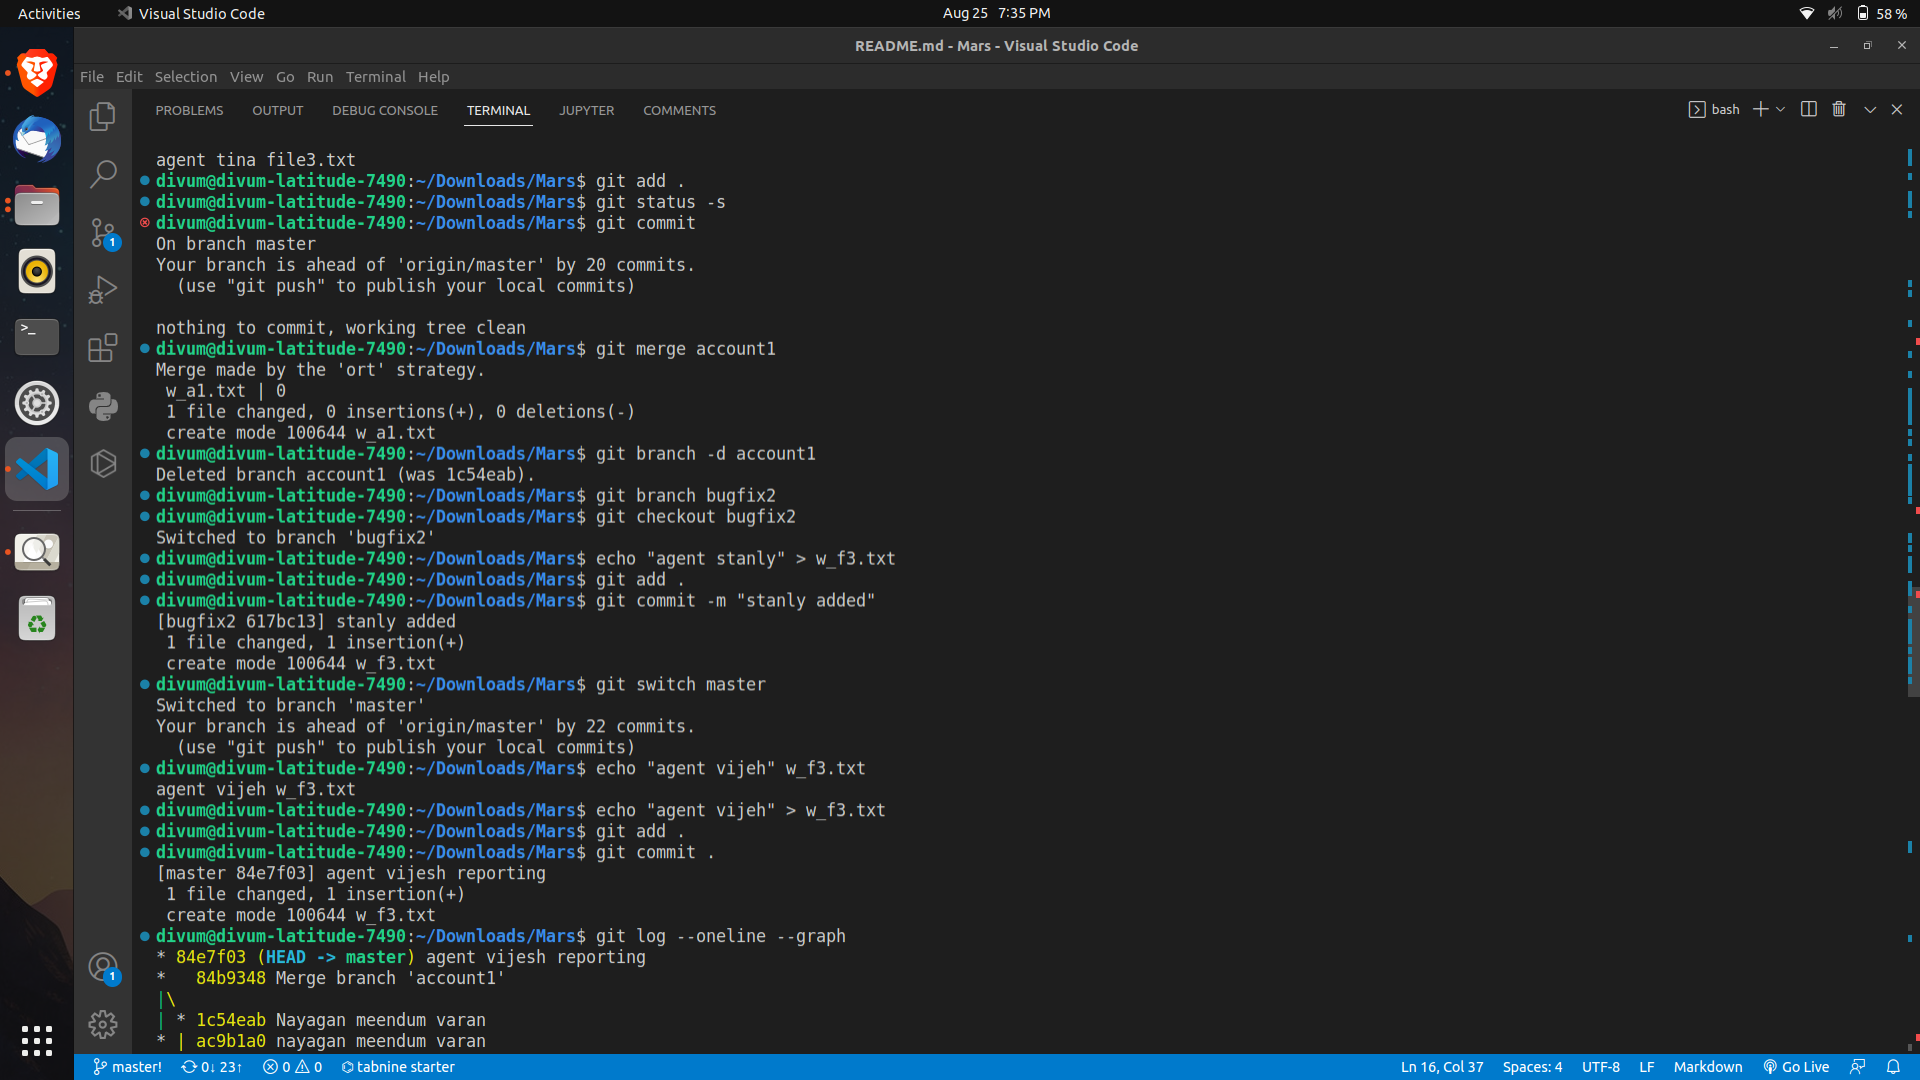 Activities Visual Studio Code Aug 25 7:35 PM 58 %
README.md - Mars - Visual Studio Code
File Edit Selection View Go Run Terminal Help
PROBLEMS OUTPUT DEBUG CONSOLE TERMINAL JUPYTER COMMENTS bash
agent tina file3.txt
divum@divum-latitude-7490:~/Downloads/Mars$ git add .
divum@divum-latitude-7490:~/Downloads/Mars$ git status -s
divum@divum-latitude-7490:~/Downloads/Mars$ git commit
On branch master
Your branch is ahead of 'origin/master' by 20 commits.
  (use "git push" to publish your local commits)
nothing to commit, working tree clean
divum@divum-latitude-7490:~/Downloads/Mars$ git merge account1
Merge made by the 'ort' strategy.
 w_a1.txt | 0
 1 file changed, 0 insertions(+), 0 deletions(-)
 create mode 100644 w_a1.txt
divum@divum-latitude-7490:~/Downloads/Mars$ git branch -d account1
Deleted branch account1 (was 1c54eab).
divum@divum-latitude-7490:~/Downloads/Mars$ git branch bugfix2
divum@divum-latitude-7490:~/Downloads/Mars$ git checkout bugfix2
Switched to branch 'bugfix2'
divum@divum-latitude-7490:~/Downloads/Mars$ echo "agent stanly" > w_f3.txt
divum@divum-latitude-7490:~/Downloads/Mars$ git add .
divum@divum-latitude-7490:~/Downloads/Mars$ git commit -m "stanly added"
[bugfix2 617bc13] stanly added
 1 file changed, 1 insertion(+)
 create mode 100644 w_f3.txt
divum@divum-latitude-7490:~/Downloads/Mars$ git switch master
Switched to branch 'master'
Your branch is ahead of 'origin/master' by 22 commits.
  (use "git push" to publish your local commits)
divum@divum-latitude-7490:~/Downloads/Mars$ echo "agent vijeh" w_f3.txt
agent vijeh w_f3.txt
divum@divum-latitude-7490:~/Downloads/Mars$ echo "agent vijeh" > w_f3.txt
divum@divum-latitude-7490:~/Downloads/Mars$ git add .
divum@divum-latitude-7490:~/Downloads/Mars$ git commit .
[master 84e7f03] agent vijesh reporting
 1 file changed, 1 insertion(+)
 create mode 100644 w_f3.txt
divum@divum-latitude-7490:~/Downloads/Mars$ git log --oneline --graph
* 84e7f03 (HEAD -> master) agent vijesh reporting
*   84b9348 Merge branch 'account1'
|\
| * 1c54eab Nayagan meendum varan
* | ac9b1a0 nayagan meendum varan
master! 0↓ 23↑ 0 0 tabnine starter Ln 16, Col 37 Spaces: 4 UTF-8 LF Markdown Go Live